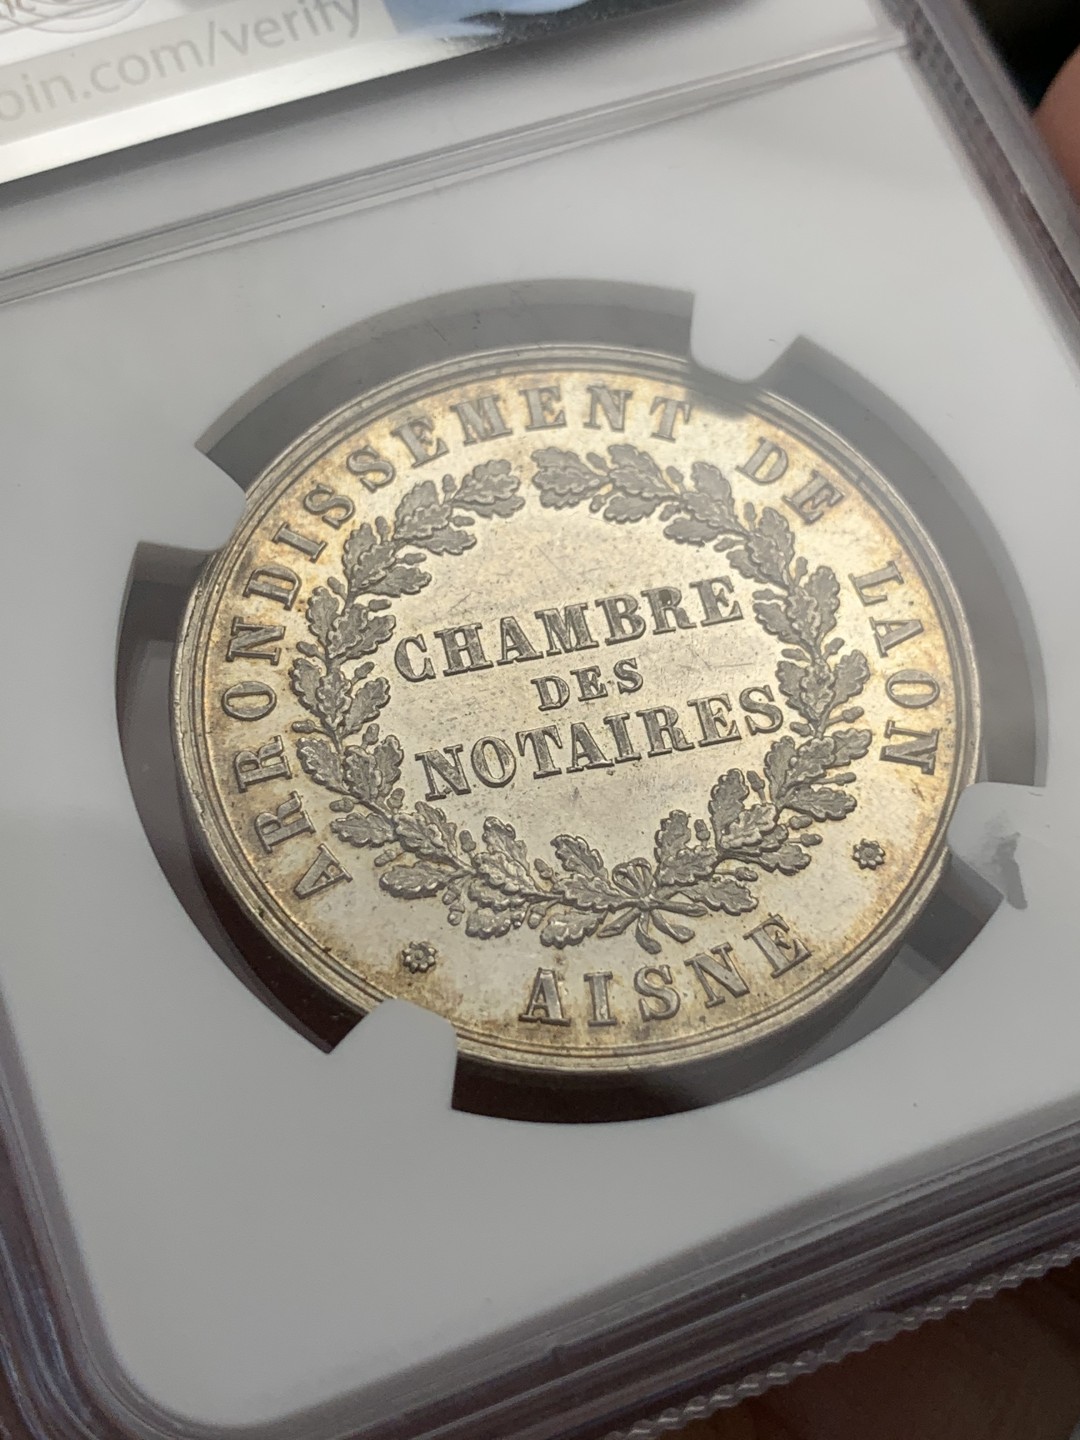 oin.com/verify
ARRONDISSEMENT DE LAON
CHAMBRE
DES
NOTAIRES
AISNE